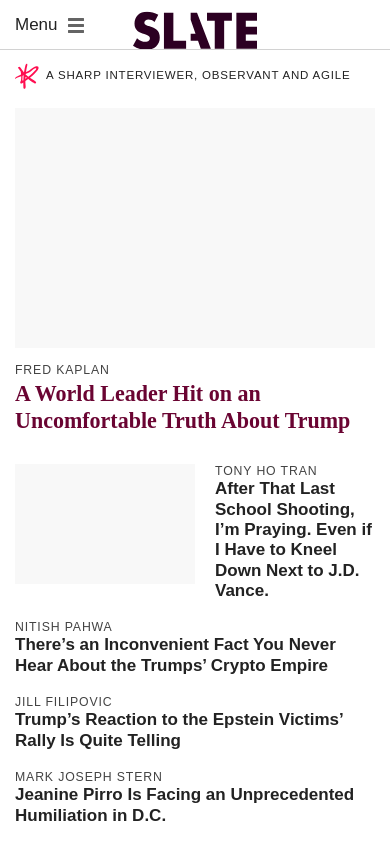 Menu
SLATE
A SHARP INTERVIEWER, OBSERVANT AND AGILE
FRED KAPLAN
A World Leader Hit on an
Uncomfortable Truth About Trump
TONY HO TRAN
After That Last
School Shooting,
I’m Praying. Even if
I Have to Kneel
Down Next to J.D.
Vance.
NITISH PAHWA
There’s an Inconvenient Fact You Never
Hear About the Trumps’ Crypto Empire
JILL FILIPOVIC
Trump’s Reaction to the Epstein Victims’
Rally Is Quite Telling
MARK JOSEPH STERN
Jeanine Pirro Is Facing an Unprecedented
Humiliation in D.C.